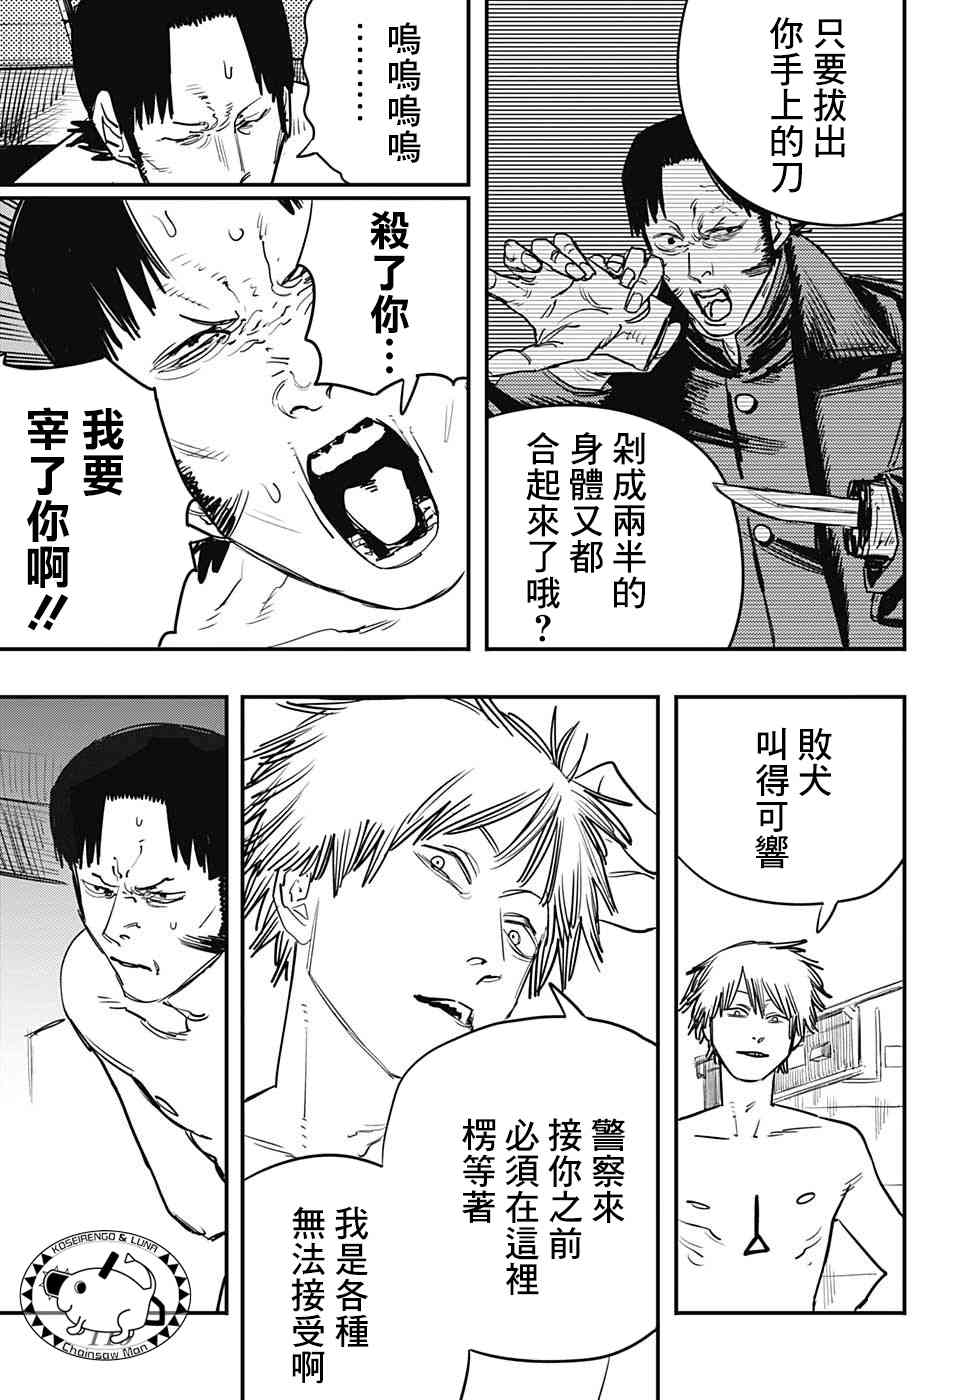 只要拔出
你手上的刀
剁成兩半的
身體又都
合起來了哦？
嗚嗚嗚嗚
………
殺了你…
我要
宰了你啊!!
敗犬
叫得可響
警察來
接你之前
必須在這裡
楞等著
我是各種
無法接受啊
KOSEIRENGO & LUNA
Chainsaw Man